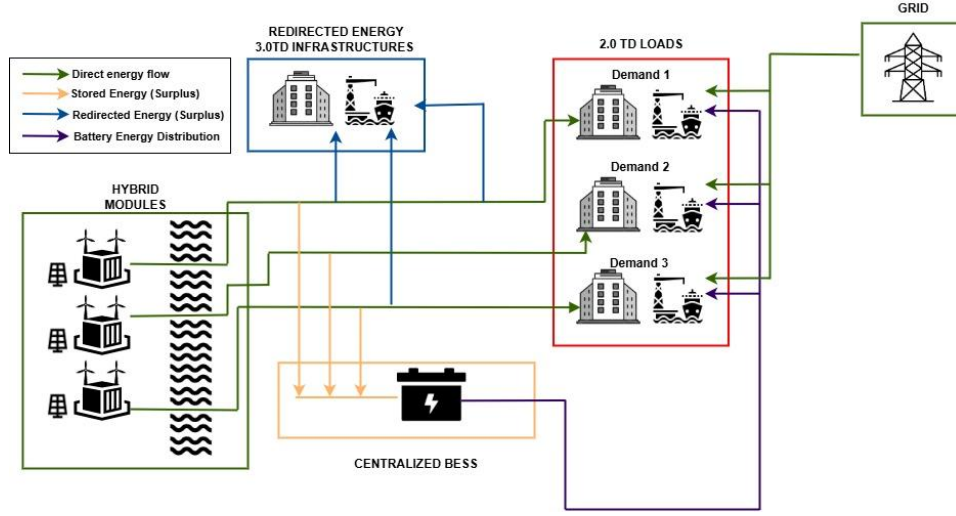 GRID
REDIRECTED ENERGY
3.0TD INFRASTRUCTURES
2.0 TD LOADS
Direct energy flow
Stored Energy (Surplus)
Redirected Energy (Surplus)
Battery Energy Distribution
Demand 1
Demand 2
HYBRID
MODULES
Demand 3
CENTRALIZED BESS